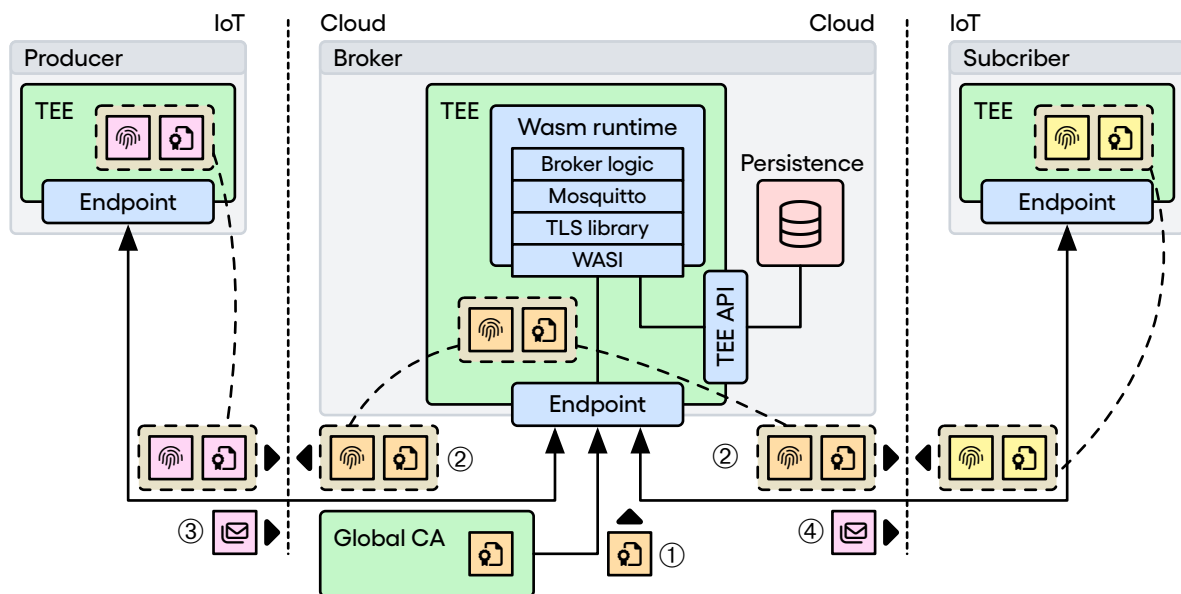 IoT
Cloud
Cloud
IoT
Producer
Broker
Subcriber
TEE
TEE
TEE
Wasm runtime
Broker logic
Mosquitto
TLS library
WASI
Persistence
Endpoint
Endpoint
TEE API
Endpoint
②
②
③
④
Global CA
①